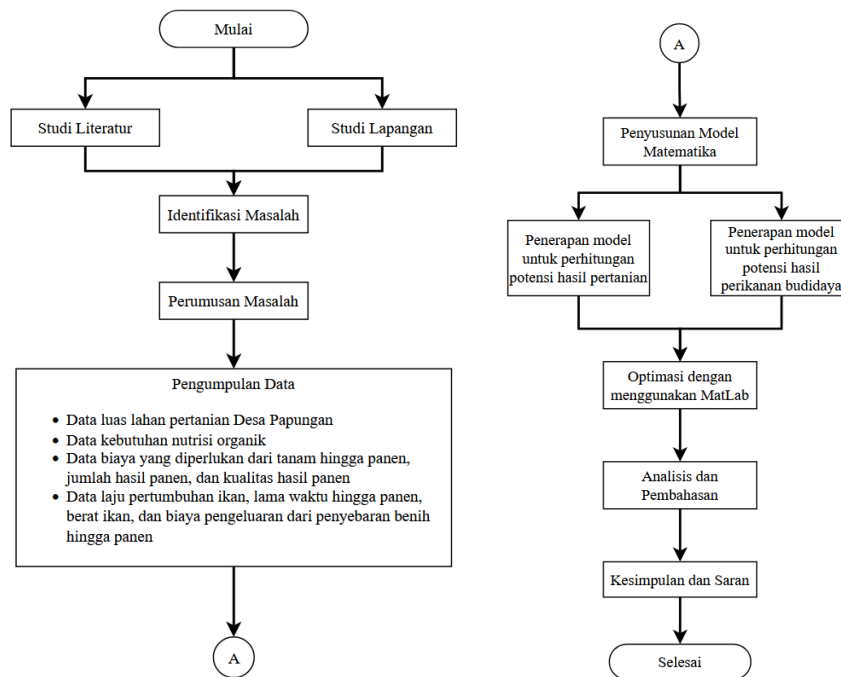 Mulai
Studi Literatur
Studi Lapangan
Identifikasi Masalah
Perumusan Masalah
Pengumpulan Data
• Data luas lahan pertanian Desa Papungan
• Data kebutuhan nutrisi organik
• Data biaya yang diperlukan dari tanam hingga panen,
jumlah hasil panen, dan kualitas hasil panen
• Data laju pertumbuhan ikan, lama waktu hingga panen,
berat ikan, dan biaya pengeluaran dari penyebaran benih
hingga panen
A
A
Penyusunan Model
Matematika
Penerapan model
untuk perhitungan
potensi hasil pertanian
Penerapan model
untuk perhitungan
potensi hasil
perikanan budidaya
Optimasi dengan
menggunakan MatLab
Analisis dan
Pembahasan
Kesimpulan dan Saran
Selesai